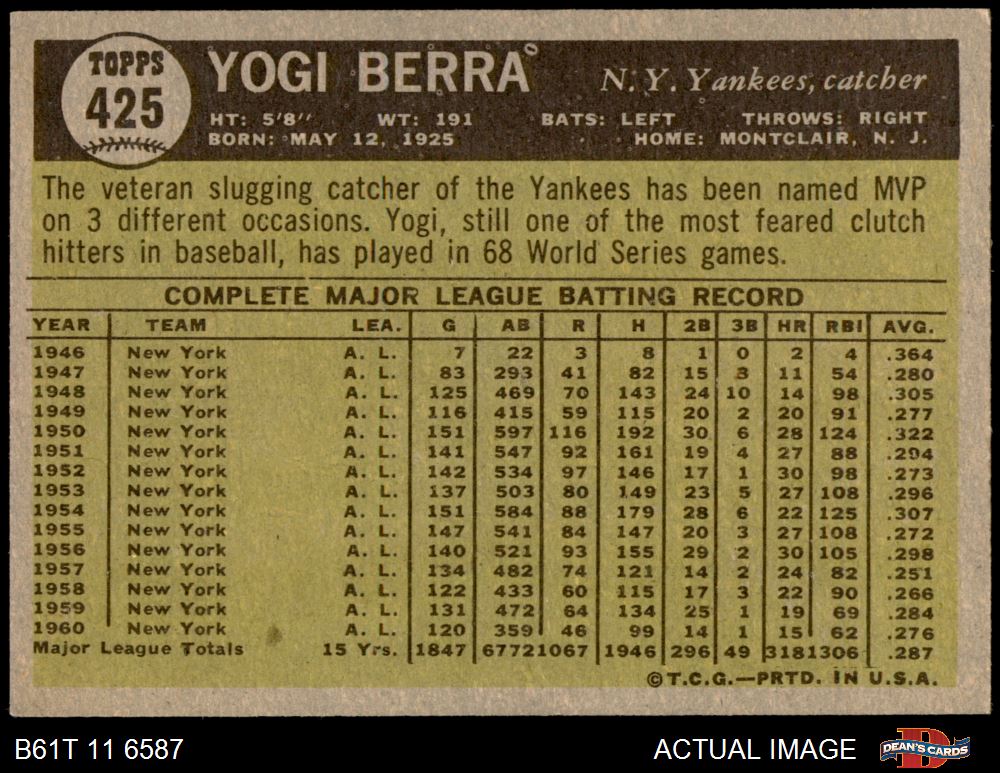 TOPPS
425
YOGI BERRA
N. Y. Yankees, catcher
HT: 5'8" WT: 191 BATS: LEFT THROWS: RIGHT
BORN: MAY 12, 1925 HOME: MONTCLAIR, N. J.
The veteran slugging catcher of the Yankees has been named MVP
on 3 different occasions. Yogi, still one of the most feared clutch
hitters in baseball, has played in 68 World Series games.
COMPLETE MAJOR LEAGUE BATTING RECORD
YEAR TEAM LEA. G AB R H 2B 3B HR RBI AVG.
1946 New York A. L. 7 22 3 8 1 0 2 4 .364
1947 New York A. L. 83 293 41 82 15 3 11 54 .280
1948 New York A. L. 125 469 70 143 24 10 14 98 .305
1949 New York A. L. 116 415 59 115 20 2 20 91 .277
1950 New York A. L. 151 597 116 192 30 6 28 124 .322
1951 New York A. L. 141 547 92 161 19 4 27 88 .294
1952 New York A. L. 142 534 97 146 17 1 30 98 .273
1953 New York A. L. 137 503 80 149 23 5 27 108 .296
1954 New York A. L. 151 584 88 179 28 6 22 125 .307
1955 New York A. L. 147 541 84 147 20 3 27 108 .272
1956 New York A. L. 140 521 93 155 29 2 30 105 .298
1957 New York A. L. 134 482 74 121 14 2 24 82 .251
1958 New York A. L. 122 433 60 115 17 3 22 90 .266
1959 New York A. L. 131 472 64 134 25 1 19 69 .284
1960 New York A. L. 120 359 46 99 14 1 15 62 .276
Major League Totals 15 Yrs. 1847 6772 1067 1946 296 49 318 1306 .287
©T.C.G.—PRTD. IN U.S.A.
B61T 11 6587 ACTUAL IMAGE DEAN'S CARDS